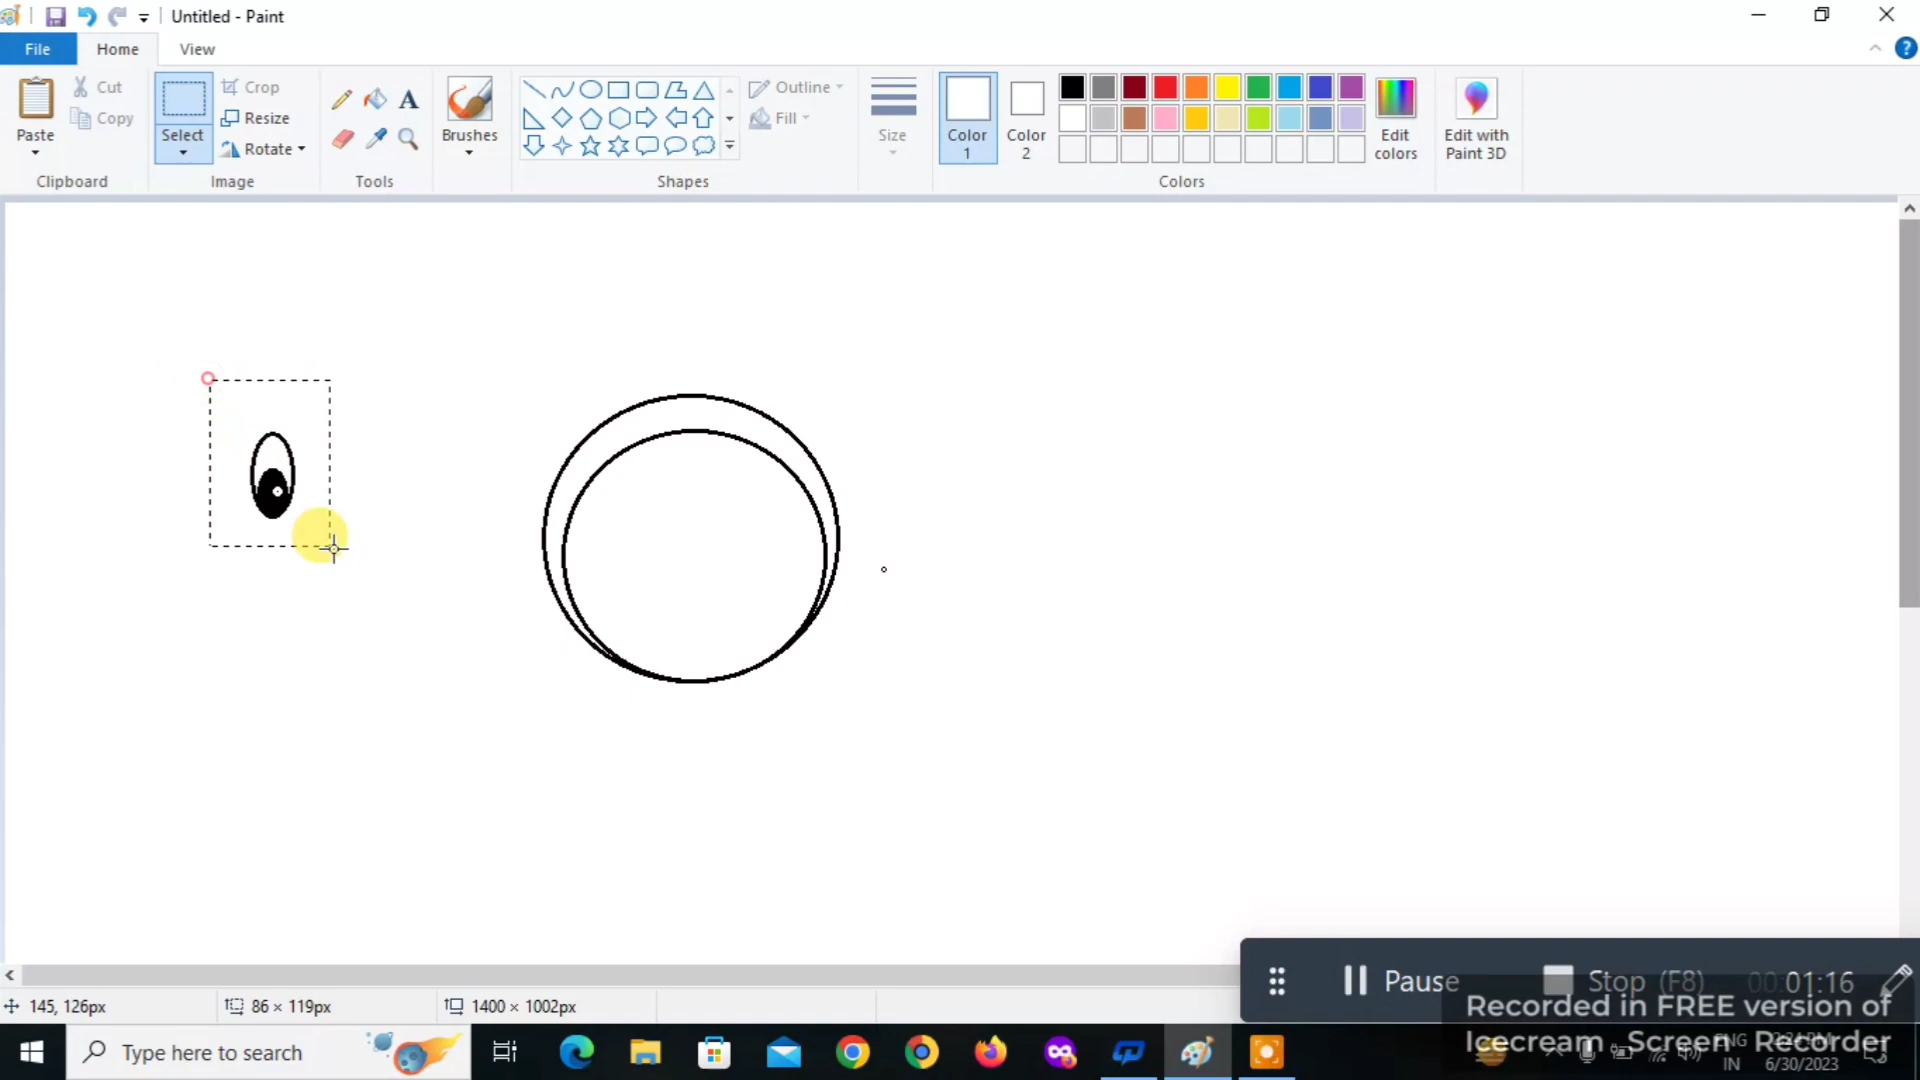 Untitled - Paint
File Home View
Paste Cut Copy Clipboard
Select Crop Resize Rotate Image
Tools
Brushes
Shapes
Outline Fill
Size
Color 1 Color 2 Edit colors Colors
Edit with Paint 3D
145, 126px 86 × 119px 1400 × 1002px
Pause Stop (F8) 00:01:16
Recorded in FREE version of
Icecream Screen Recorder
Type here to search
ENG
IN 6/30/2023